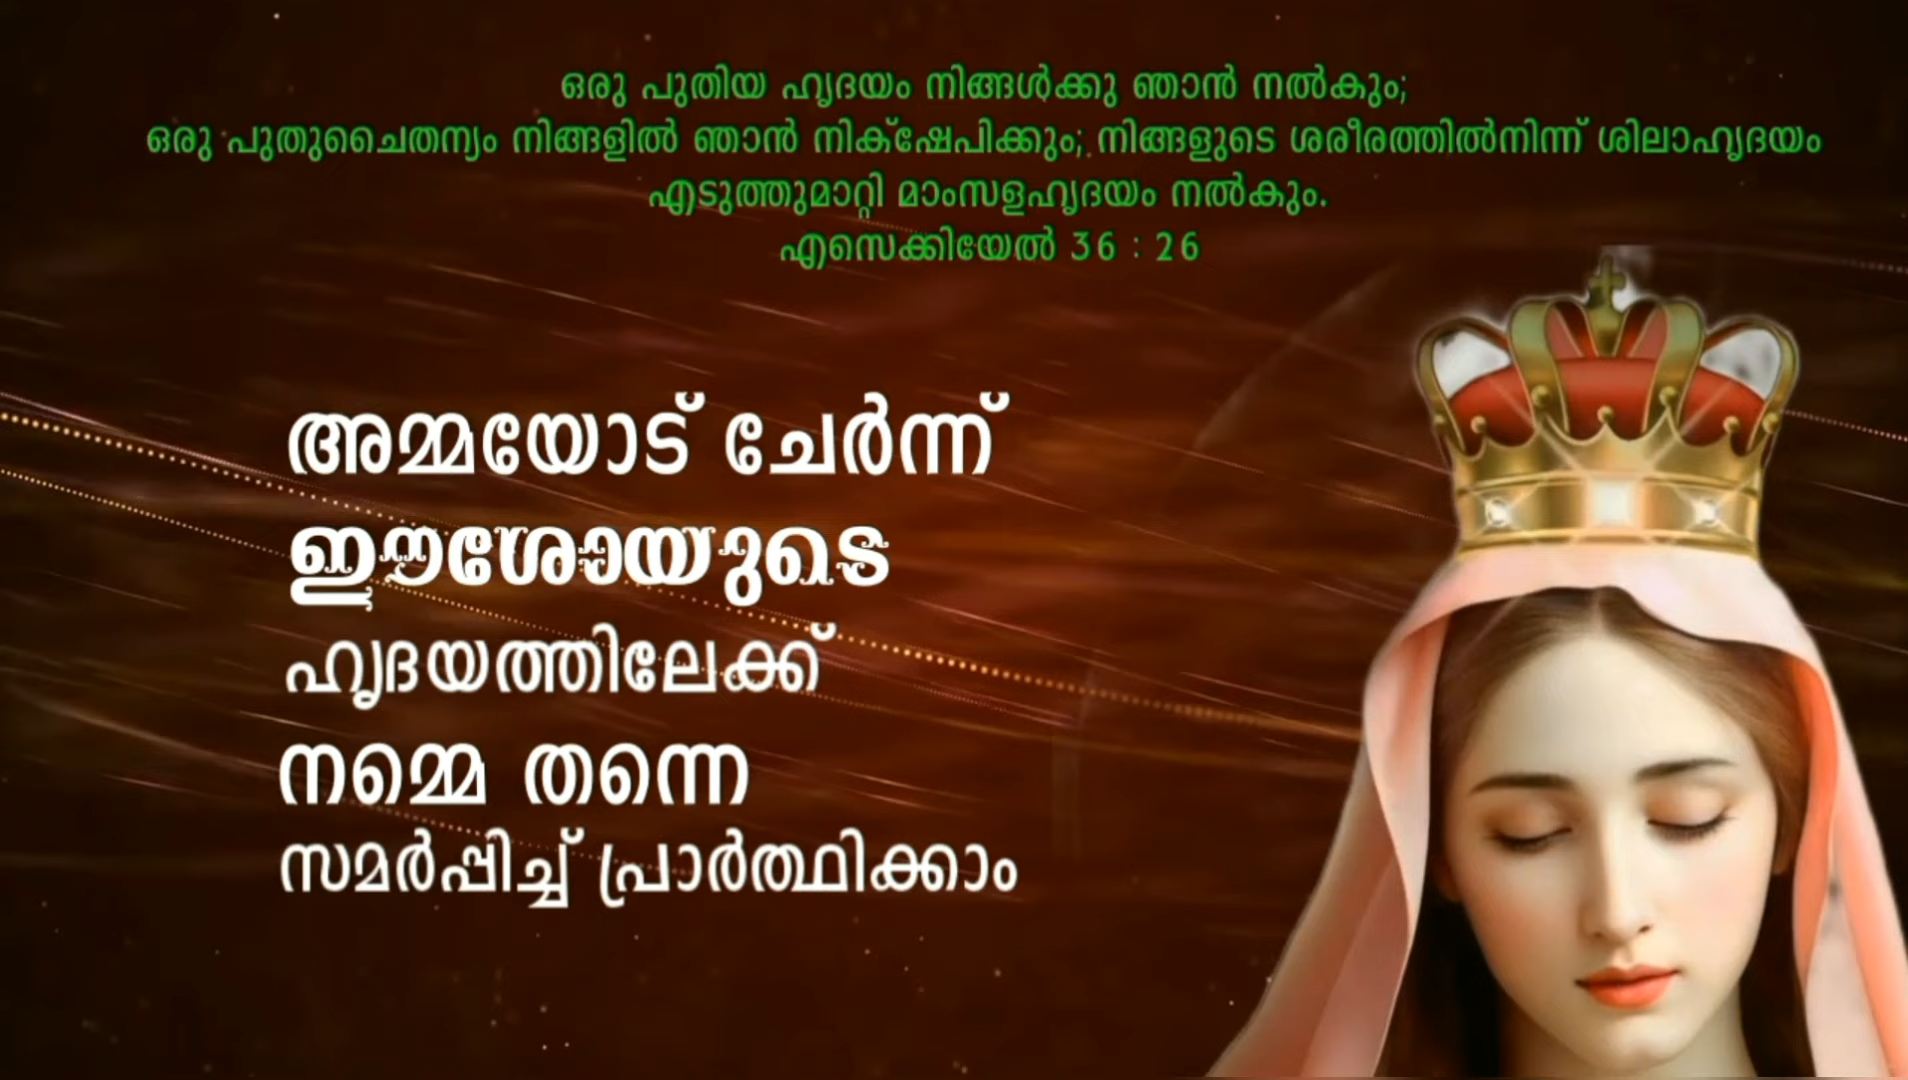 ഒരു പുതിയ ഹൃദയം നിങ്ങൾക്കു ഞാൻ നൽകും;
ഒരു പുതുചൈതന്യം നിങ്ങളിൽ ഞാൻ നിക്ഷേപിക്കും; നിങ്ങളുടെ ശരീരത്തിൽനിന്ന് ശിലാഹൃദയം
എടുത്തുമാറ്റി മാംസളഹൃദയം നൽകും.
എസെക്കിയേൽ 36 : 26
അമ്മയോട് ചേർന്ന്
ഈശോയുടെ
ഹൃദയത്തിലേക്ക്
നമ്മെ തന്നെ
സമർപ്പിച്ച് പ്രാർത്ഥിക്കാം